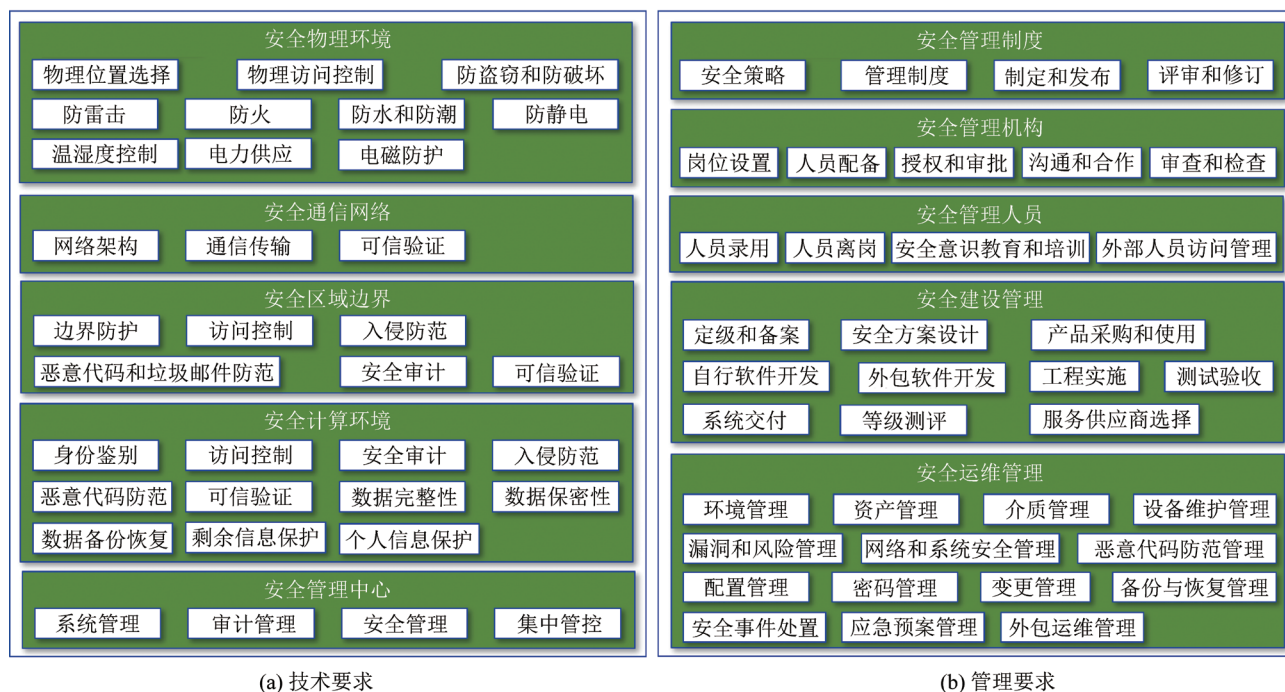 安全物理环境
物理位置选择 物理访问控制 防盗窃和防破坏
防雷击 防火 防水和防潮 防静电
温湿度控制 电力供应 电磁防护
安全通信网络
网络架构 通信传输 可信验证
安全区域边界
边界防护 访问控制 入侵防范
恶意代码和垃圾邮件防范 安全审计 可信验证
安全计算环境
身份鉴别 访问控制 安全审计 入侵防范
恶意代码防范 可信验证 数据完整性 数据保密性
数据备份恢复 剩余信息保护 个人信息保护
安全管理中心
系统管理 审计管理 安全管理 集中管控
(a) 技术要求
安全管理制度
安全策略 管理制度 制定和发布 评审和修订
安全管理机构
岗位设置 人员配备 授权和审批 沟通和合作 审查和检查
安全管理人员
人员录用 人员离岗 安全意识教育和培训 外部人员访问管理
安全建设管理
定级和备案 安全方案设计 产品采购和使用
自行软件开发 外包软件开发 工程实施 测试验收
系统交付 等级测评 服务供应商选择
安全运维管理
环境管理 资产管理 介质管理 设备维护管理
漏洞和风险管理 网络和系统安全管理 恶意代码防范管理
配置管理 密码管理 变更管理 备份与恢复管理
安全事件处置 应急预案管理 外包运维管理
(b) 管理要求